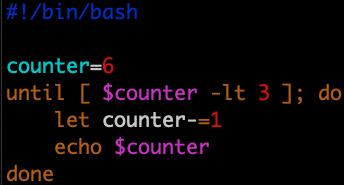 #!/bin/bash

counter=6
until [ $counter -lt 3 ]; do
    let counter-=1
    echo $counter
done